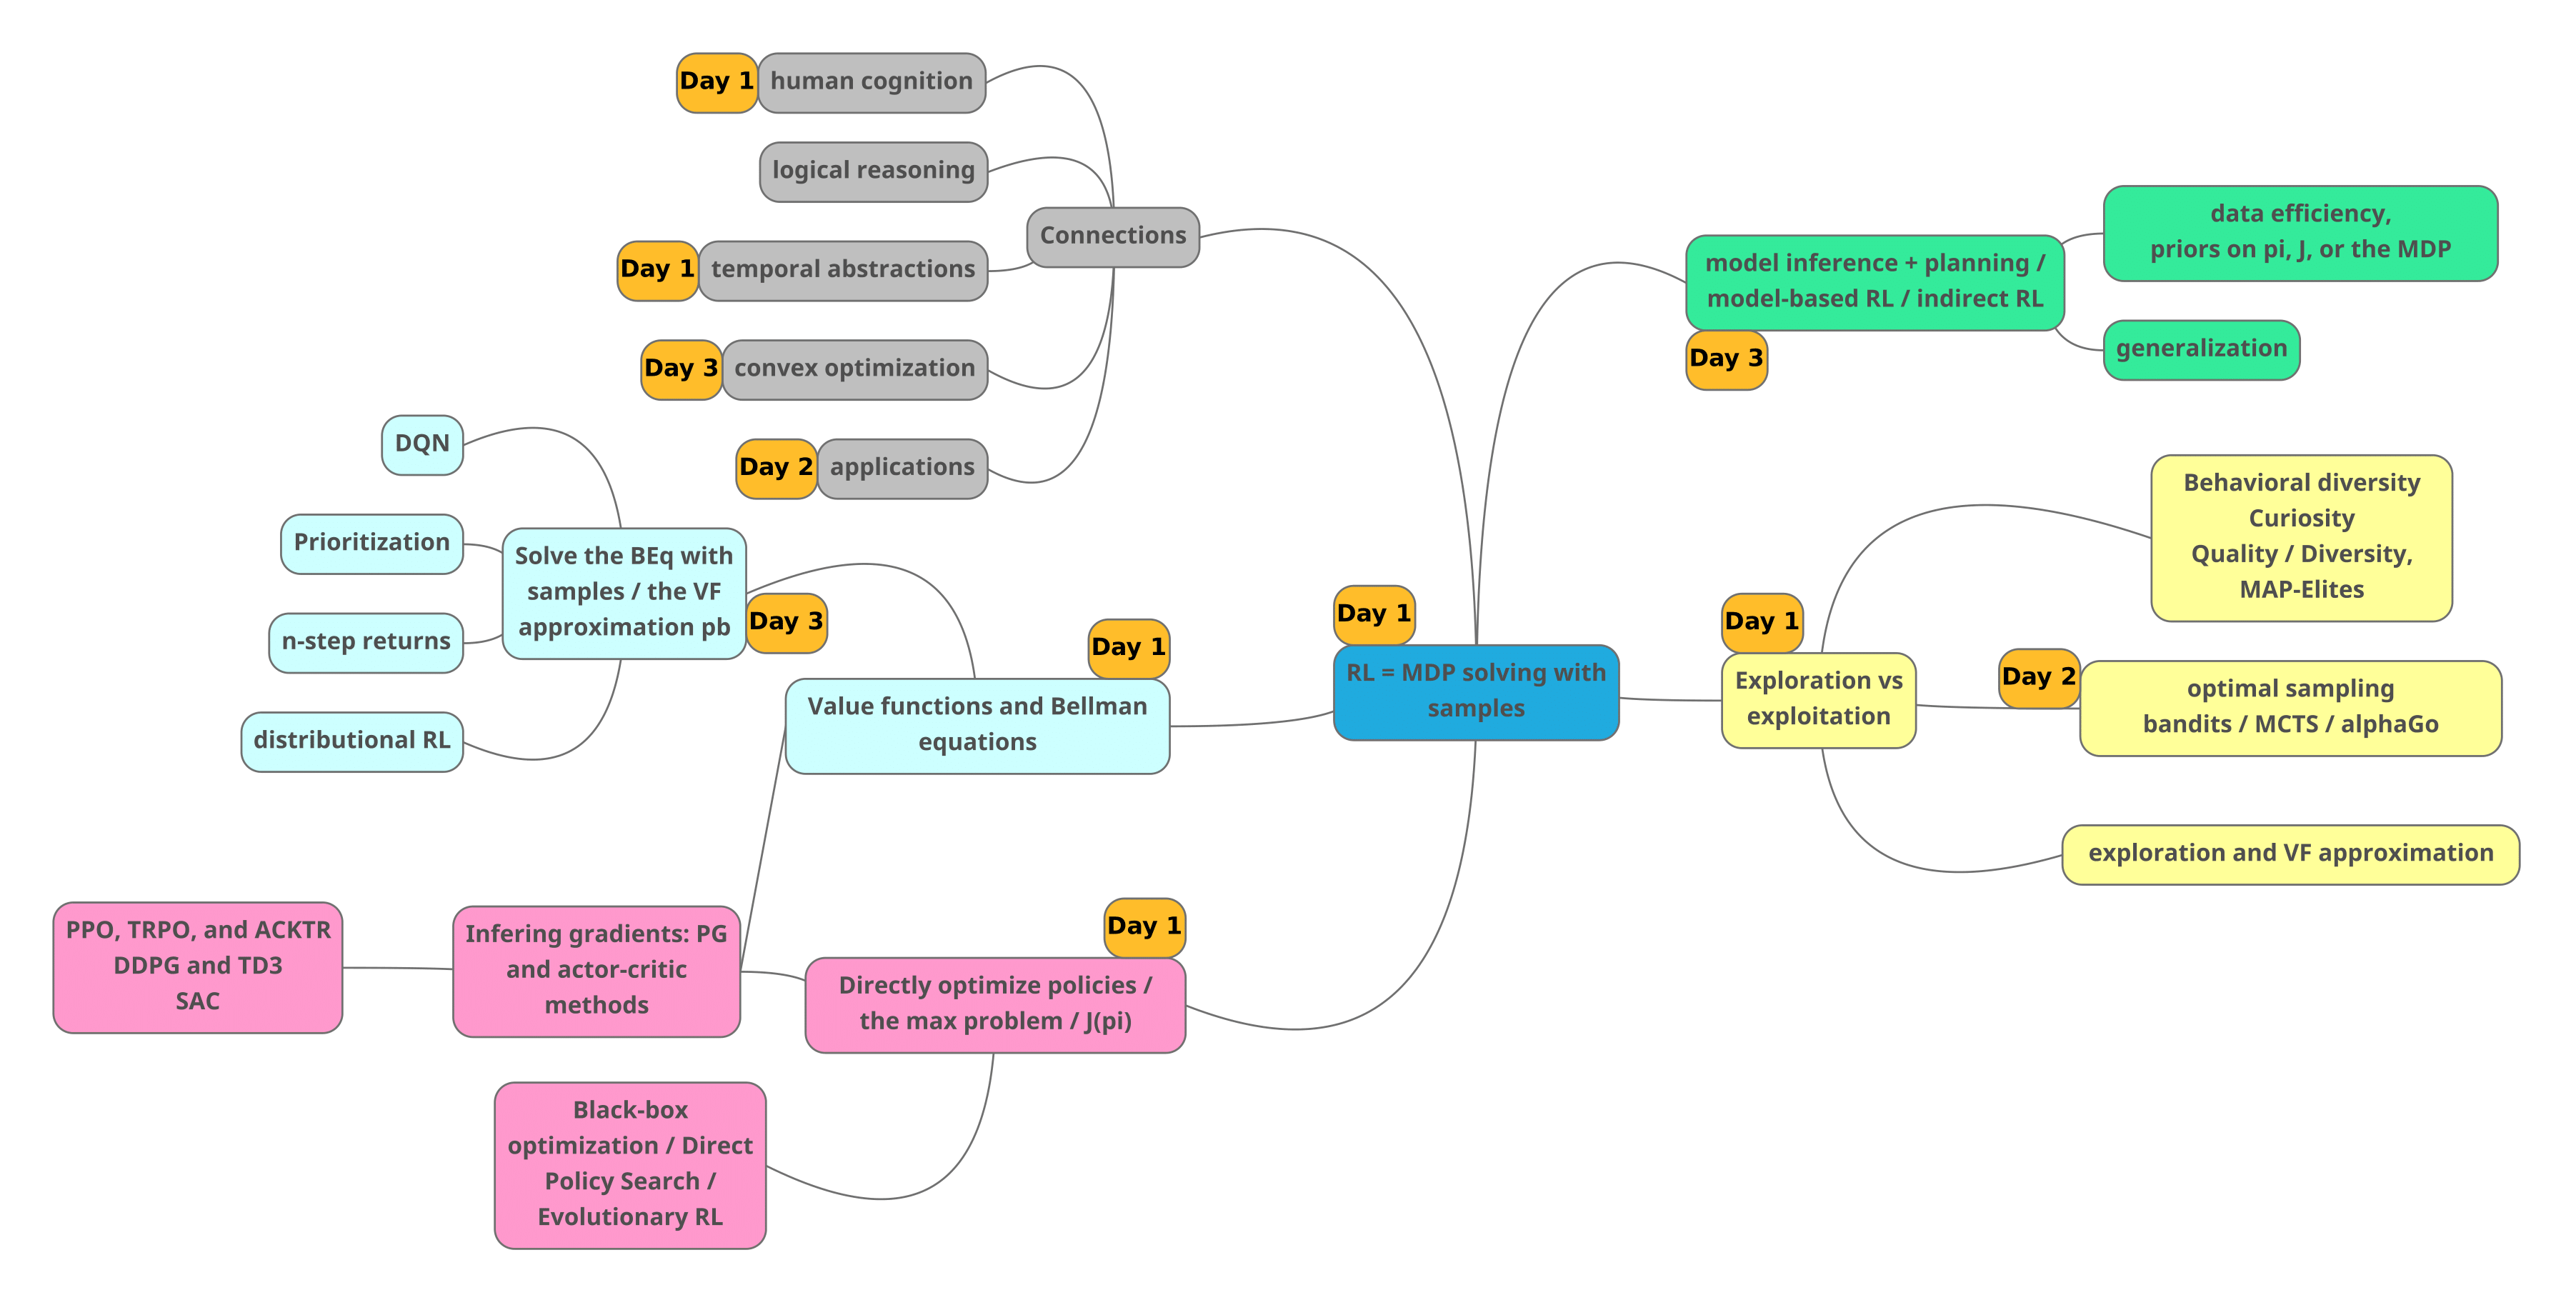 Day 1
human cognition
logical reasoning
Day 1
temporal abstractions
Day 3
convex optimization
Day 2
applications
Connections
model inference + planning /
model-based RL / indirect RL
Day 3
data efficiency,
priors on pi, J, or the MDP
generalization
DQN
Prioritization
n-step returns
distributional RL
Solve the BEq with
samples / the VF
approximation pb
Day 3
Day 1
Value functions and Bellman
equations
Day 1
RL = MDP solving with
samples
Day 1
Exploration vs
exploitation
Behavioral diversity
Curiosity
Quality / Diversity,
MAP-Elites
Day 2
optimal sampling
bandits / MCTS / alphaGo
exploration and VF approximation
PPO, TRPO, and ACKTR
DDPG and TD3
SAC
Infering gradients: PG
and actor-critic
methods
Day 1
Directly optimize policies /
the max problem / J(pi)
Black-box
optimization / Direct
Policy Search /
Evolutionary RL